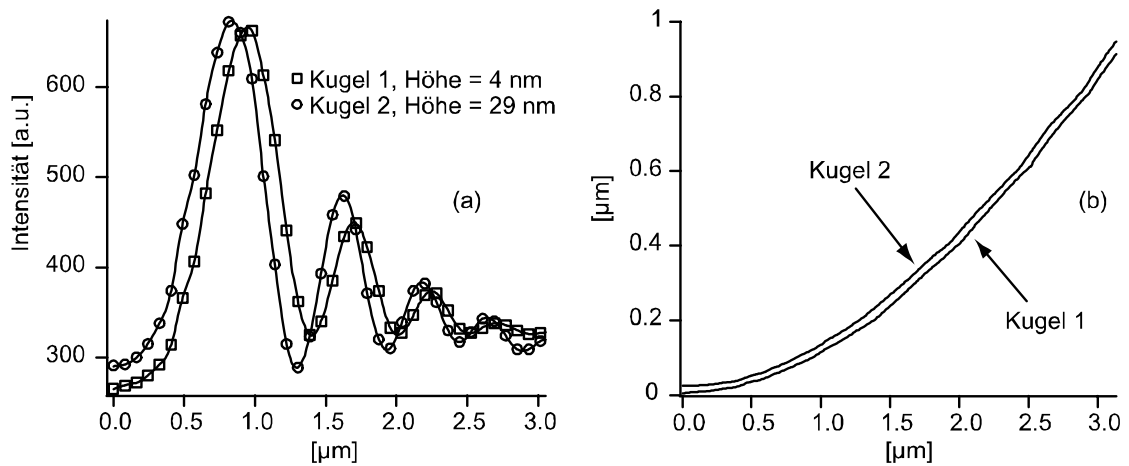 Intensität [a.u.]
600
500
400
300
0.0 0.5 1.0 1.5 2.0 2.5 3.0
[µm]
Kugel 1, Höhe = 4 nm
Kugel 2, Höhe = 29 nm
(a)
[µm]
1
0.8
0.6
0.4
0.2
0
0.0 0.5 1.0 1.5 2.0 2.5 3.0
[µm]
Kugel 2
Kugel 1
(b)